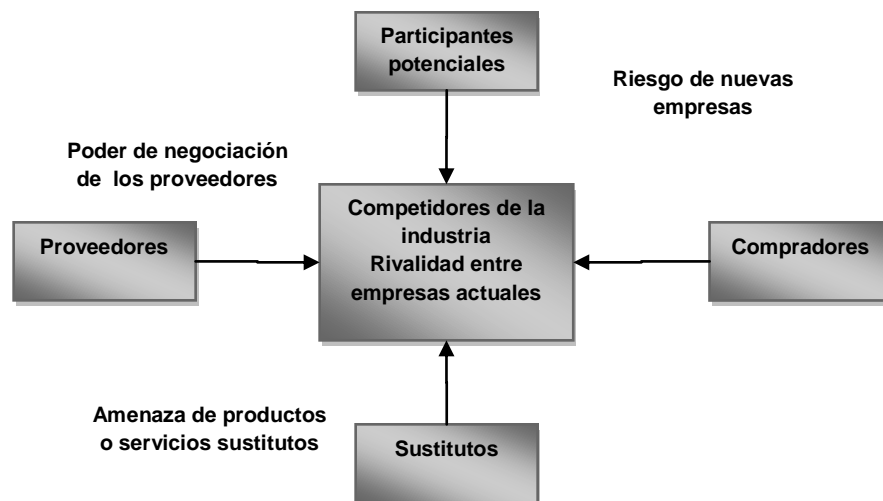 Participantes
potenciales
Riesgo de nuevas
empresas
Poder de negociación
de los proveedores
Proveedores
Competidores de la
industria
Rivalidad entre
empresas actuales
Compradores
Amenaza de productos
o servicios sustitutos
Sustitutos